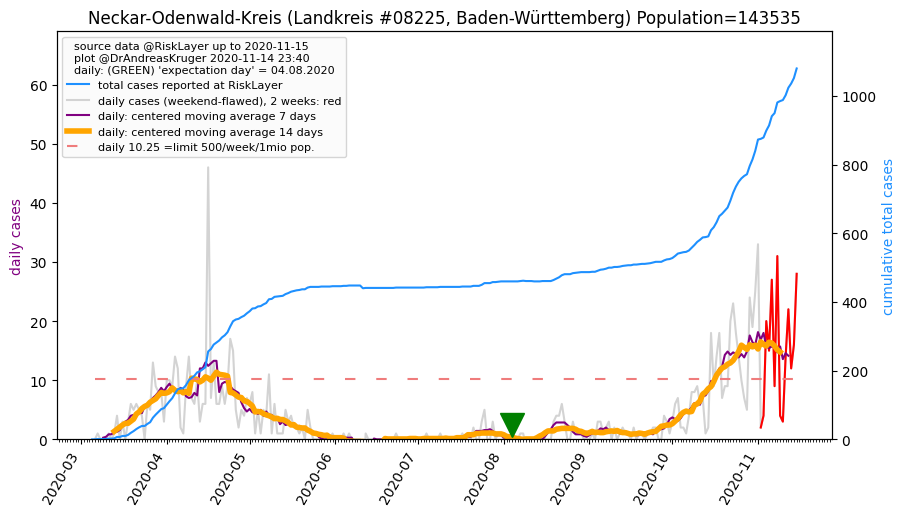 Neckar-Odenwald-Kreis (Landkreis #08225, Baden-Württemberg) Population=143535
source data @RiskLayer up to 2020-11-15
plot @DrAndreasKruger 2020-11-14 23:40
daily: (GREEN) 'expectation day' = 04.08.2020
total cases reported at RiskLayer
daily cases (weekend-flawed), 2 weeks: red
daily: centered moving average 7 days
daily: centered moving average 14 days
daily 10.25 =limit 500/week/1mio pop.
daily cases
60
50
40
30
20
10
0
cumulative total cases
1000
800
600
400
200
0
2020-03
2020-04
2020-05
2020-06
2020-07
2020-08
2020-09
2020-10
2020-11